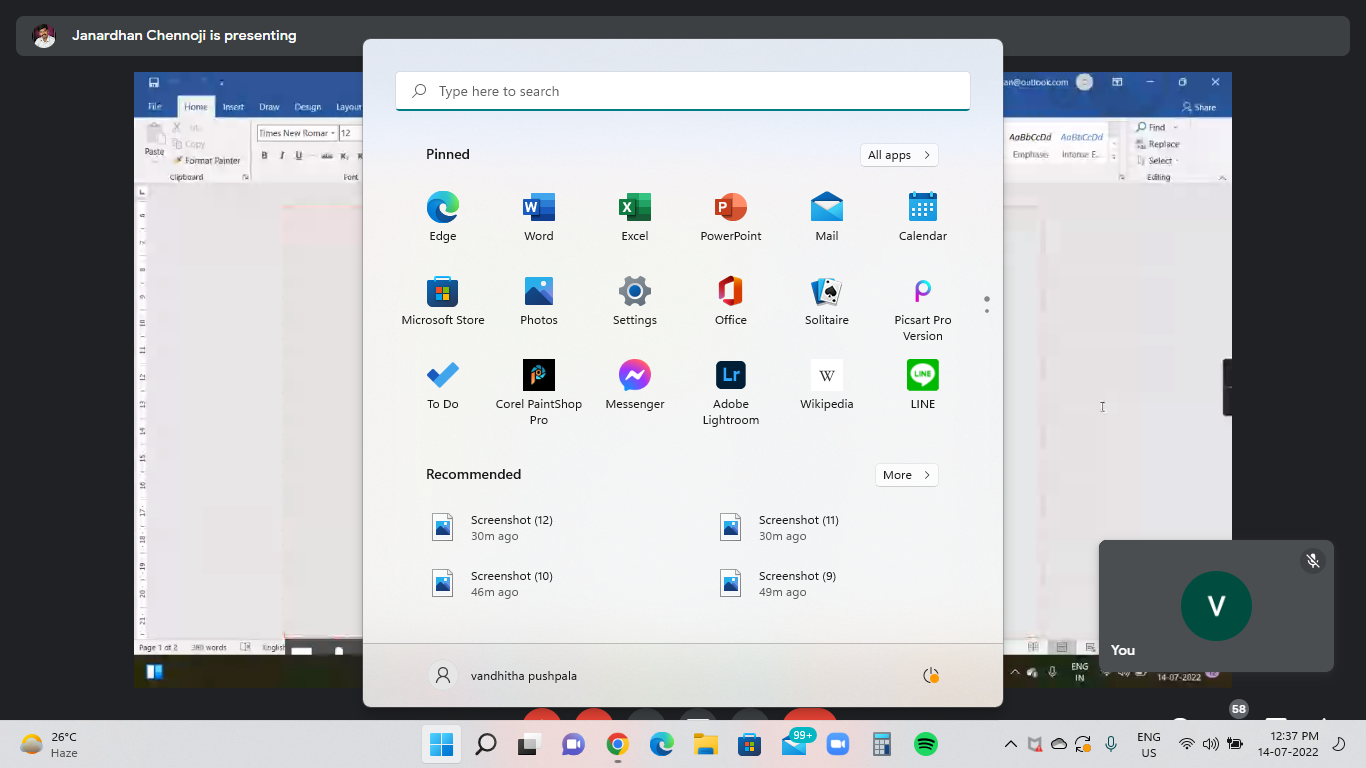 Janardhan Chennoji is presenting
an@outlook.com
File Home Insert Draw Design Layou
Share
Paste
Cut
Copy
Format Painter
Clipboard
Times New Roman 12
B I U abc X₂
Font
AaBbCcDd AaBbCcDd
Emphasis Intense E...
Find
Replace
Select
Editing
Type here to search
Pinned
All apps
Edge Word Excel PowerPoint Mail Calendar
Microsoft Store Photos Settings Office Solitaire Picsart Pro
Version
To Do Corel PaintShop Messenger Adobe Wikipedia LINE
Pro Lightroom
Recommended
More
Screenshot (12) Screenshot (11)
30m ago 30m ago
Screenshot (10) Screenshot (9)
46m ago 49m ago
vandhitha pushpala
Page 1 of 2 380 words English
ENG
IN
14-07-2022
V
You
58
26°C
Haze
99+
ENG
US
12:37 PM
14-07-2022